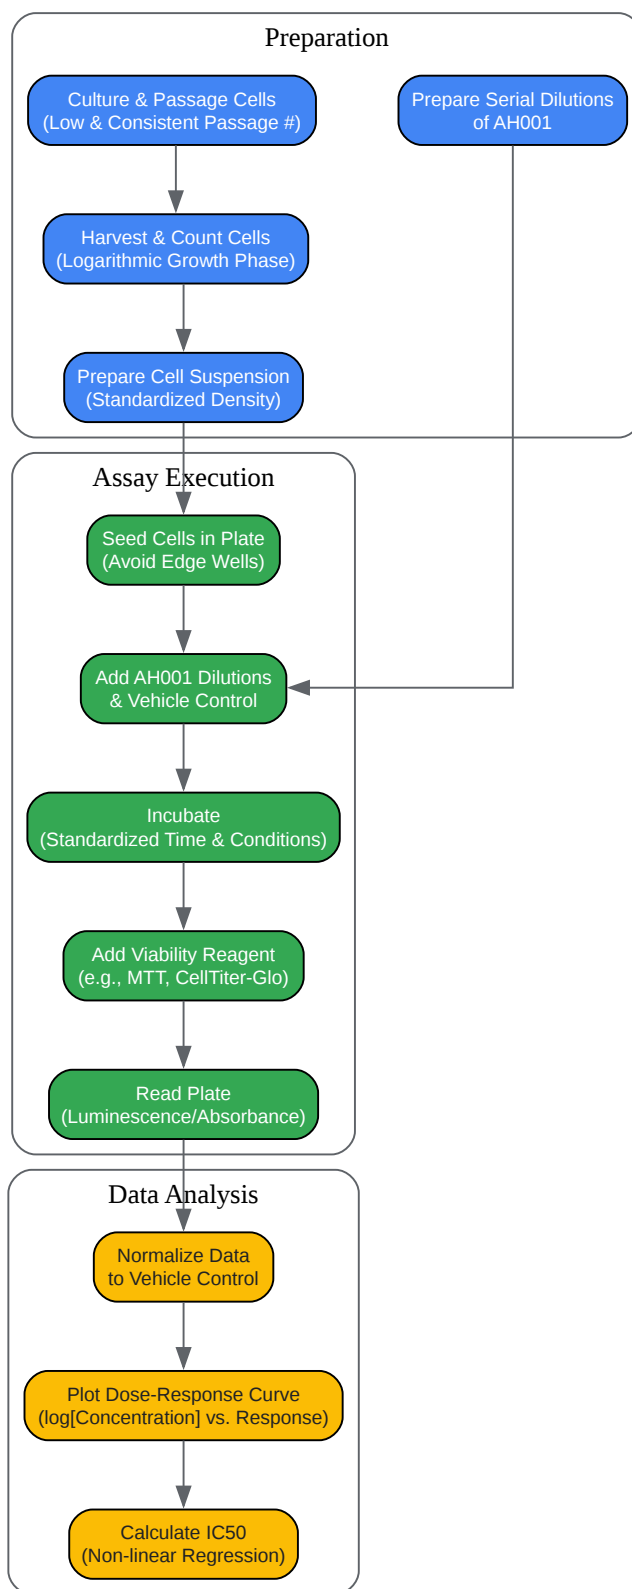 Preparation
Culture & Passage Cells
(Low & Consistent Passage #)
Prepare Serial Dilutions
of AH001
Harvest & Count Cells
(Logarithmic Growth Phase)
Prepare Cell Suspension
(Standardized Density)
Assay Execution
Seed Cells in Plate
(Avoid Edge Wells)
Add AH001 Dilutions
& Vehicle Control
Incubate
(Standardized Time & Conditions)
Add Viability Reagent
(e.g., MTT, CellTiter-Glo)
Read Plate
(Luminescence/Absorbance)
Data Analysis
Normalize Data
to Vehicle Control
Plot Dose-Response Curve
(log[Concentration] vs. Response)
Calculate IC50
(Non-linear Regression)